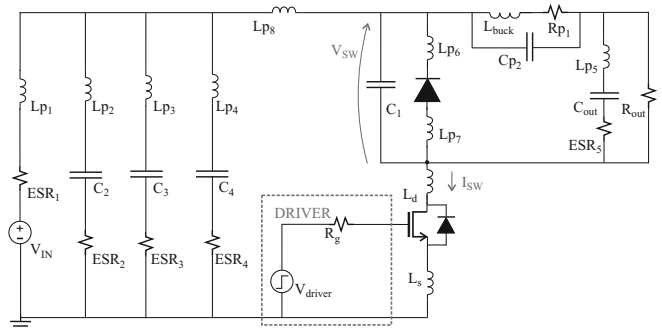 Lp8
Lbuck
Rp1
VSW
Lp6
Cp2
Lp5
Lp1
Lp2
Lp3
Lp4
C1
Cout
Rout
Lp7
ESR5
ESR1
C2
C3
C4
Ld
ISW
DRIVER
Rg
+
-
VIN
ESR2
ESR3
ESR4
Vdriver
Ls